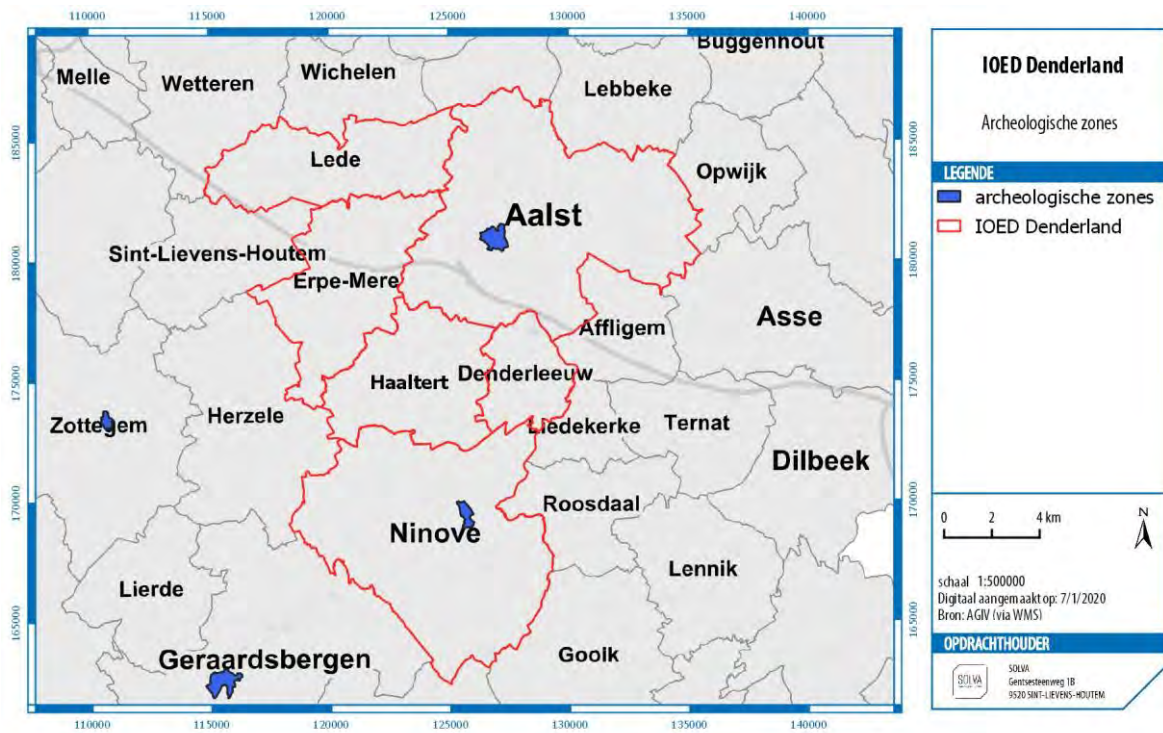 110000 115000 120000 125000 130000 135000 140000
Buggenhout
Melle
Wetteren
Wichelen
Lebbeke
185000
185000
Lede
Opwijk
Aalst
180000
180000
Sint-Lievens-Houtem
Erpe-Mere
Affligem
Asse
175000
175000
Haaltert
Denderleeuw
Zottegem
Herzele
Liedekerke
Ternat
Dilbeek
170000
170000
Roosdaal
Ninove
Lierde
Lennik
165000
165000
Geraardsbergen
Gooik
110000 115000 120000 125000 130000 135000 140000
IOED Denderland
Archeologische zones
LEGENDE
archeologische zones
IOED Denderland
0 2 4 km
N
schaal 1:500000
Digitaal aangemaakt op: 7/1/2020
Bron: AGIV (via WMS)
OPDRACHTHOUDER
SOLVA
SOLVA
Gentsesteenweg 1B
9520 SINT-LIEVENS-HOUTEM